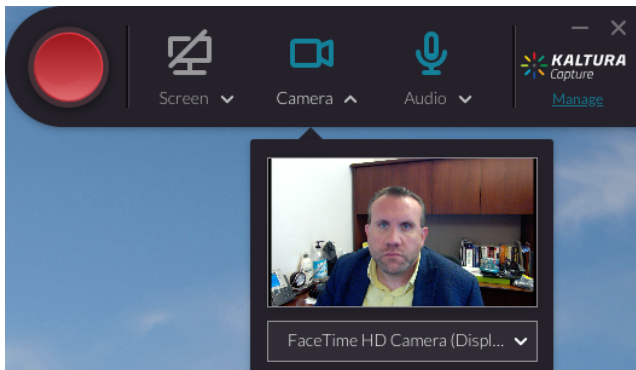 Screen
Camera
Audio
KALTURA
Capture
Manage
FaceTime HD Camera (Displ...